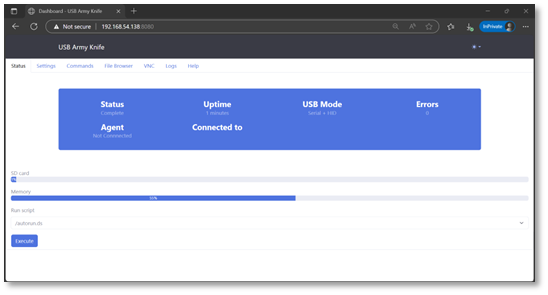 Dashboard - USB Army Knife
Not secure | 192.168.54.138:8080
InPrivate
USB Army Knife
Status Settings Commands File Browser VNC Logs Help
Status Uptime USB Mode Errors
Complete 1 minutes Serial + HID 0
Agent Connected to
Not Connected
SD card
Memory
Run script
/autorun.ds
Execute